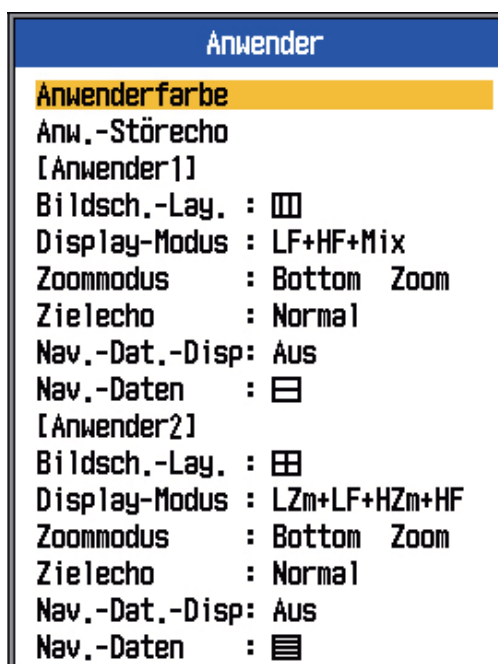 Anwender
Anwenderfarbe
Anw.-Störecho
[Anwender1]
Bildsch.-Lay. :
Display-Modus : LF+HF+Mix
Zoommodus : Bottom Zoom
Zielecho : Normal
Nav.-Dat.-Disp: Aus
Nav.-Daten :
[Anwender2]
Bildsch.-Lay. :
Display-Modus : LZm+LF+HZm+HF
Zoommodus : Bottom Zoom
Zielecho : Normal
Nav.-Dat.-Disp: Aus
Nav.-Daten :